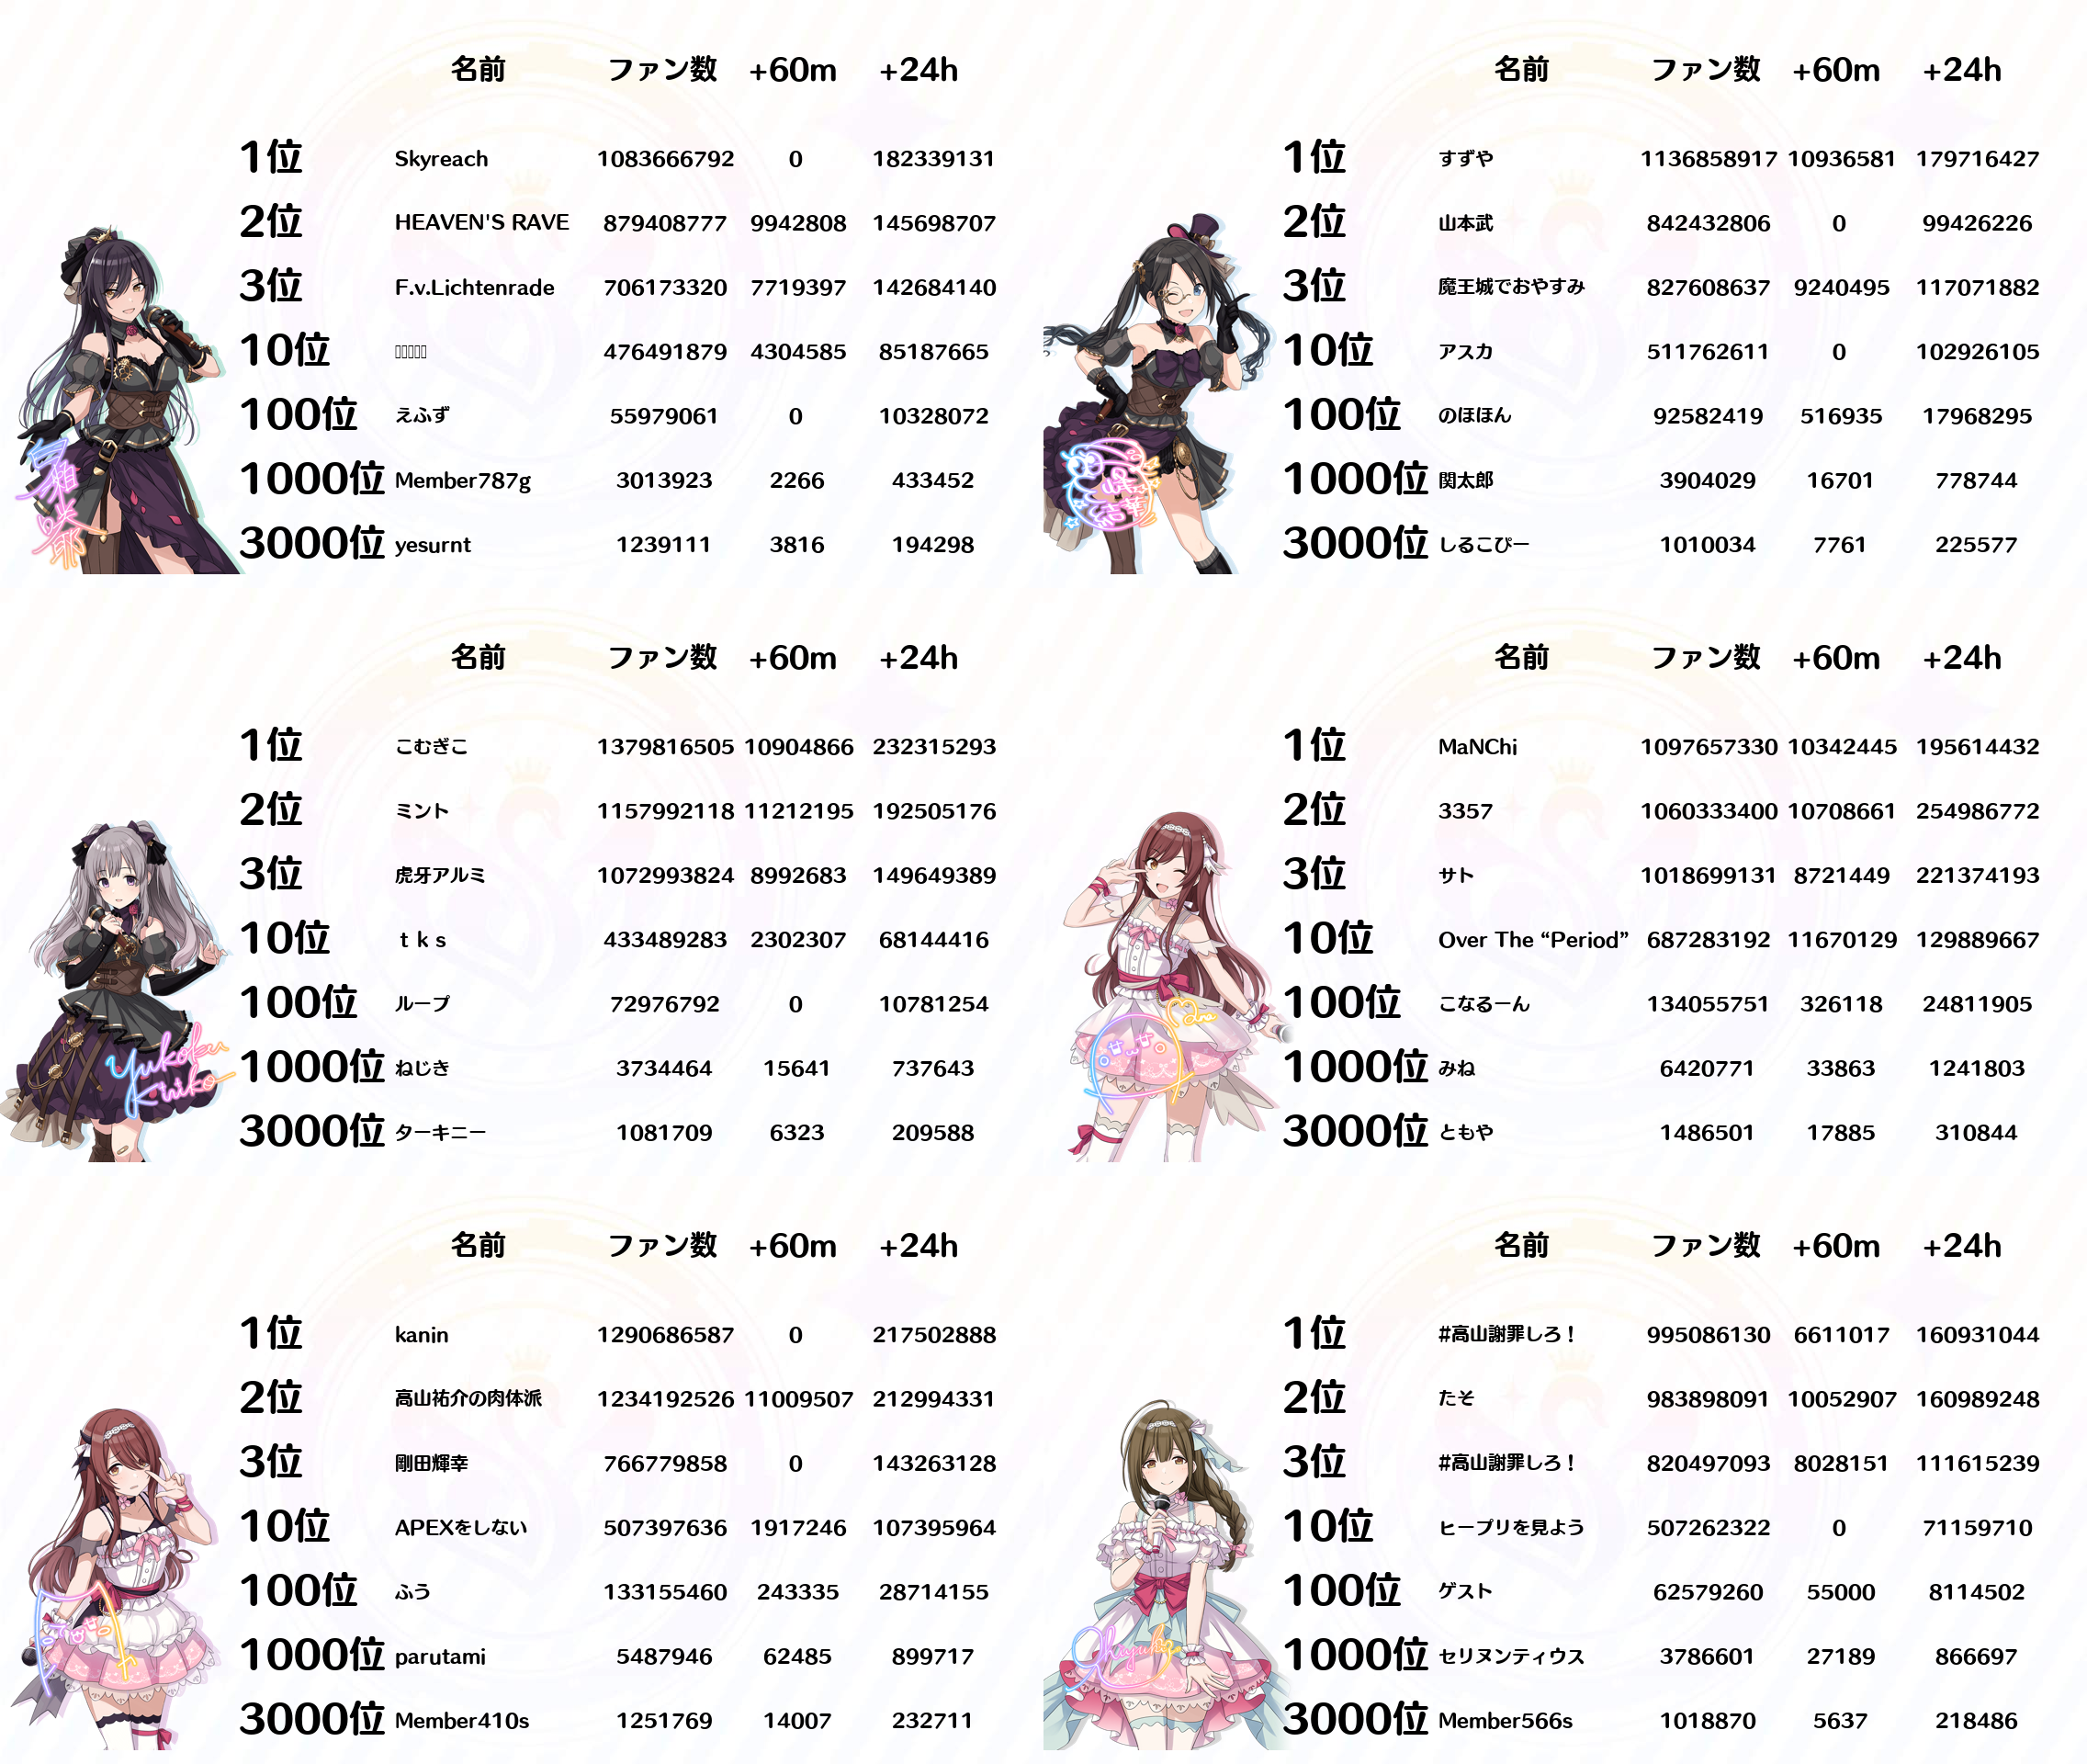 名前 ファン数 +60m +24h
1位 Skyreach 1083666792 0 182339131
2位 HEAVEN'S RAVE 879408777 9942808 145698707
3位 F.v.Lichtenrade 706173320 7719397 142684140
10位 476491879 4304585 85187665
100位 えふず 55979061 0 10328072
1000位 Member787g 3013923 2266 433452
3000位 yesurnt 1239111 3816 194298
白瀬咲耶
名前 ファン数 +60m +24h
1位 すずや 1136858917 10936581 179716427
2位 山本武 842432806 0 99426226
3位 魔王城でおやすみ 827608637 9240495 117071882
10位 アスカ 511762611 0 102926105
100位 のほほん 92582419 516935 17968295
1000位 関太郎 3904029 16701 778744
3000位 しるこぴー 1010034 7761 225577
結華
名前 ファン数 +60m +24h
1位 こむぎこ 1379816505 10904866 232315293
2位 ミント 1157992118 11212195 192505176
3位 虎牙アルミ 1072993824 8992683 149649389
10位 ｔｋｓ 433489283 2302307 68144416
100位 ループ 72976792 0 10781254
1000位 ねじき 3734464 15641 737643
3000位 ターキニー 1081709 6323 209588
Yukoku
Kiriko
名前 ファン数 +60m +24h
1位 MaNChi 1097657330 10342445 195614432
2位 3357 1060333400 10708661 254986772
3位 サト 1018699131 8721449 221374193
10位 Over The “Period” 687283192 11670129 129889667
100位 こなるーん 134055751 326118 24811905
1000位 みね 6420771 33863 1241803
3000位 ともや 1486501 17885 310844
名前 ファン数 +60m +24h
1位 kanin 1290686587 0 217502888
2位 高山祐介の肉体派 1234192526 11009507 212994331
3位 剛田輝幸 766779858 0 143263128
10位 APEXをしない 507397636 1917246 107395964
100位 ふう 133155460 243335 28714155
1000位 parutami 5487946 62485 899717
3000位 Member410s 1251769 14007 232711
名前 ファン数 +60m +24h
1位 #高山謝罪しろ！ 995086130 6611017 160931044
2位 たそ 983898091 10052907 160989248
3位 #高山謝罪しろ！ 820497093 8028151 111615239
10位 ヒープリを見よう 507262322 0 71159710
100位 ゲスト 62579260 55000 8114502
1000位 セリヌンティウス 3786601 27189 866697
3000位 Member566s 1018870 5637 218486